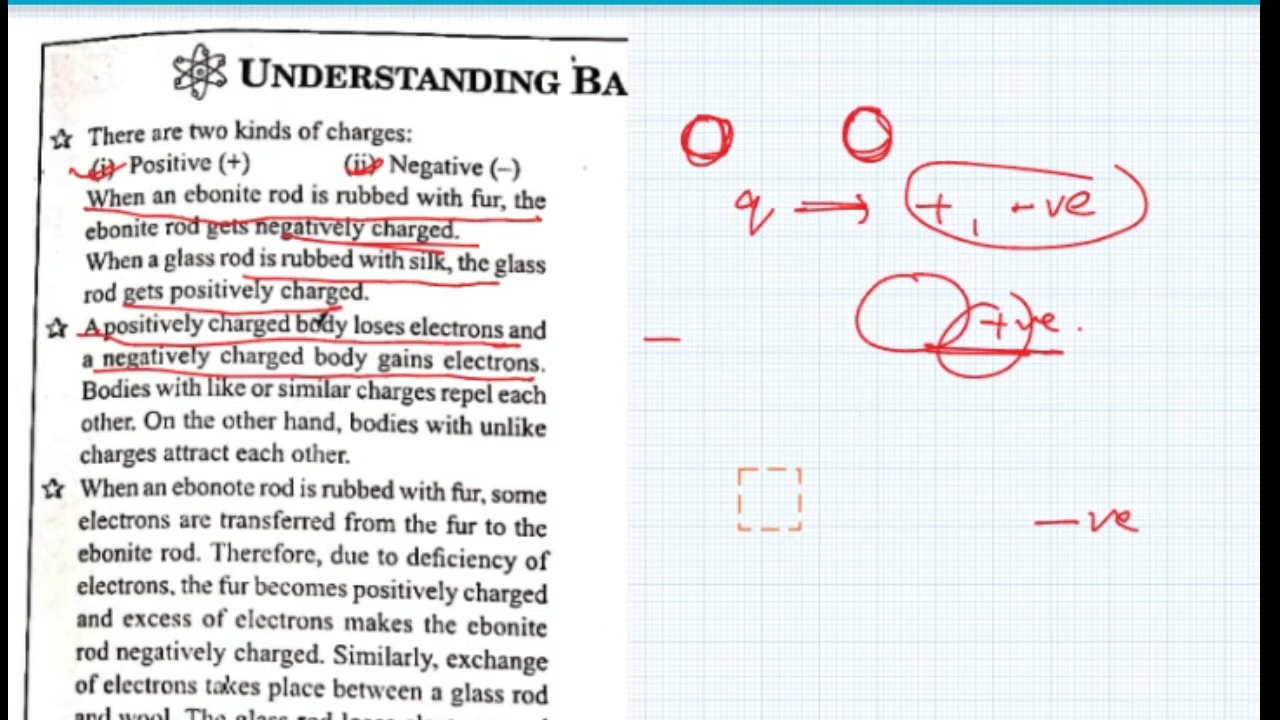 UNDERSTANDING BA
There are two kinds of charges:
(i) Positive (+) (ii) Negative (–)
When an ebonite rod is rubbed with fur, the
ebonite rod gets negatively charged.
When a glass rod is rubbed with silk, the glass
rod gets positively charged.
A positively charged body loses electrons and
a negatively charged body gains electrons.
Bodies with like or similar charges repel each
other. On the other hand, bodies with unlike
charges attract each other.
When an ebonote rod is rubbed with fur, some
electrons are transferred from the fur to the
ebonite rod. Therefore, due to deficiency of
electrons, the fur becomes positively charged
and excess of electrons makes the ebonite
rod negatively charged. Similarly, exchange
of electrons takes place between a glass rod
and wool. The glass rod loses
q → +, -ve
+ve.
–
-ve